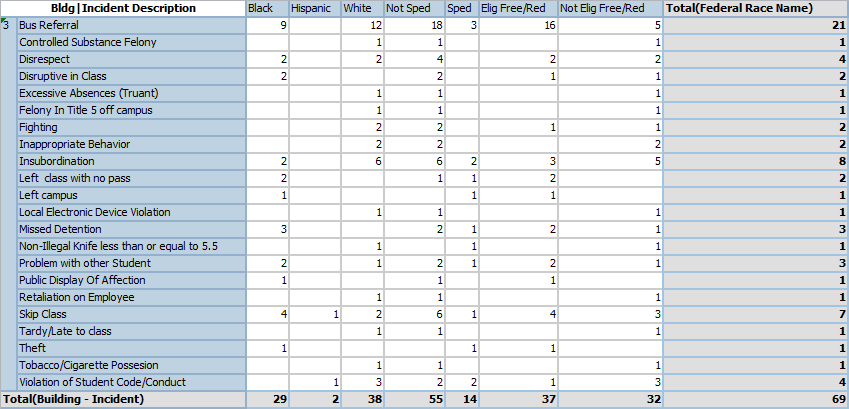 Bldg|Incident Description Black Hispanic White Not Sped Sped Elig Free/Red Not Elig Free/Red Total(Federal Race Name)
3 Bus Referral 9 12 18 3 16 5 21
Controlled Substance Felony 1 1 1 1
Disrespect 2 2 4 2 2 4
Disruptive in Class 2 2 1 1 2
Excessive Absences (Truant) 1 1 1 1
Felony In Title 5 off campus 1 1 1 1
Fighting 2 2 1 1 2
Inappropriate Behavior 2 2 2 2
Insubordination 2 6 6 2 3 5 8
Left class with no pass 2 1 1 2 2
Left campus 1 1 1 1
Local Electronic Device Violation 1 1 1 1
Missed Detention 3 2 1 2 1 3
Non-Illegal Knife less than or equal to 5.5 1 1 1 1
Problem with other Student 2 1 2 1 2 1 3
Public Display Of Affection 1 1 1 1
Retaliation on Employee 1 1 1 1
Skip Class 4 1 2 6 1 4 3 7
Tardy/Late to class 1 1 1 1
Theft 1 1 1 1
Tobacco/Cigarette Possesion 1 1 1 1
Violation of Student Code/Conduct 1 3 2 2 1 3 4
Total(Building - Incident) 29 2 38 55 14 37 32 69